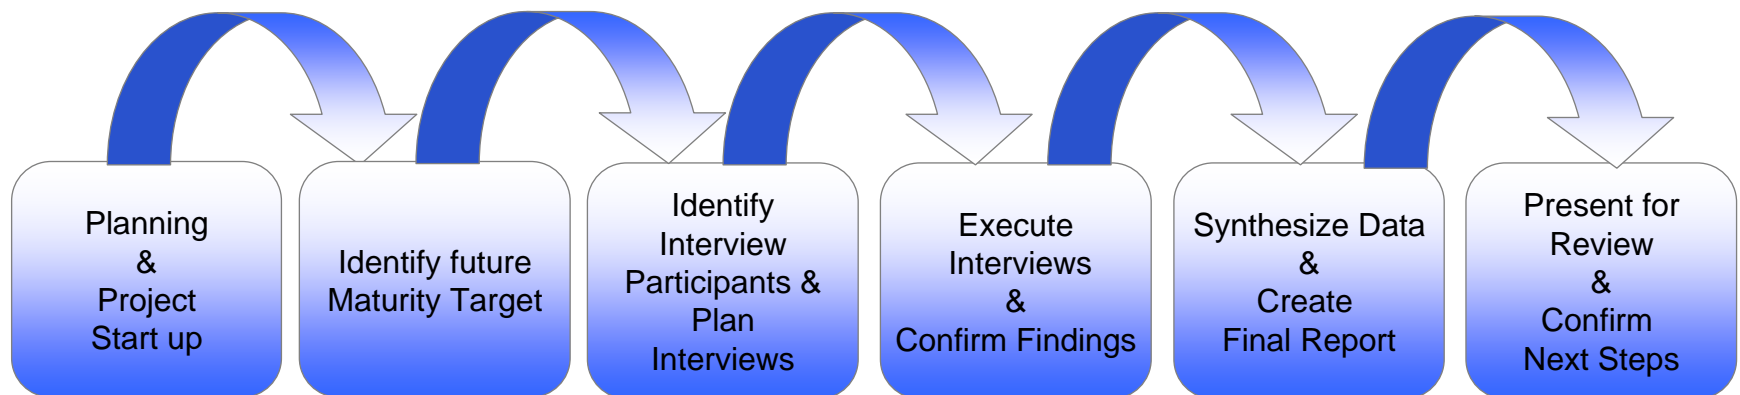 Planning
&
Project
Start up
Identify future
Maturity Target
Identify
Interview
Participants &
Plan
Interviews
Execute
Interviews
&
Confirm Findings
Synthesize Data
&
Create
Final Report
Present for
Review
&
Confirm
Next Steps